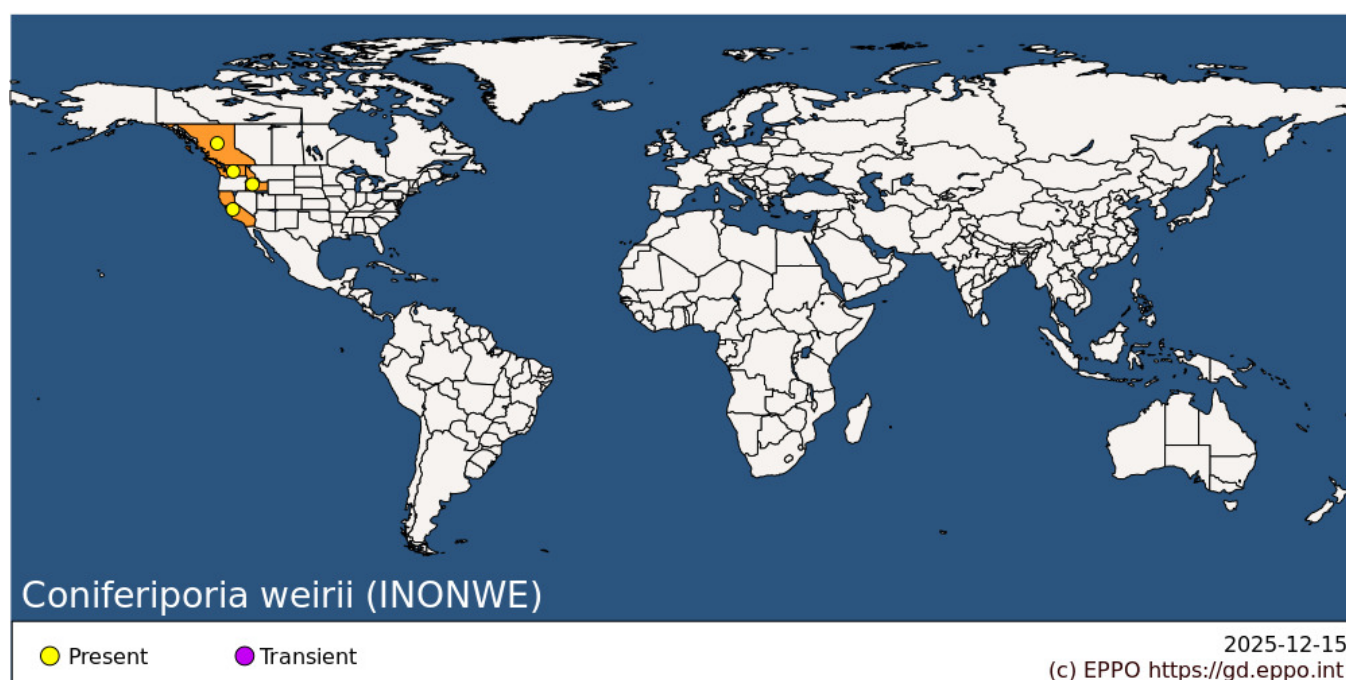 Coniferiporia weirii (INONWE)
Present
Transient
2025-12-15
(c) EPPO https://gd.eppo.int